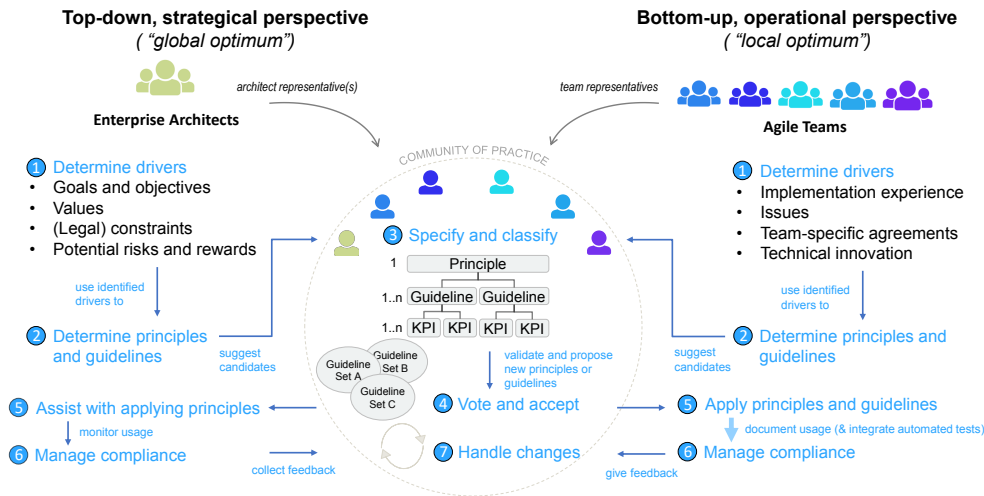 Top-down, strategical perspective
( “global optimum”)
Enterprise Architects
architect representative(s)
Bottom-up, operational perspective
( “local optimum”)
team representatives
Agile Teams
COMMUNITY OF PRACTICE
1 Determine drivers
• Goals and objectives
• Values
• (Legal) constraints
• Potential risks and rewards
use identified
drivers to
2 Determine principles
and guidelines
suggest
candidates
3 Specify and classify
1 Principle
1..n Guideline Guideline
1..n KPI KPI KPI KPI
Guideline
Set A
Guideline
Set B
Guideline
Set C
validate and propose
new principles or
guidelines
4 Vote and accept
7 Handle changes
1 Determine drivers
• Implementation experience
• Issues
• Team-specific agreements
• Technical innovation
use identified
drivers to
2 Determine principles and
guidelines
suggest
candidates
5 Assist with applying principles
monitor usage
6 Manage compliance
collect feedback
5 Apply principles and guidelines
document usage (& integrate automated tests)
6 Manage compliance
give feedback